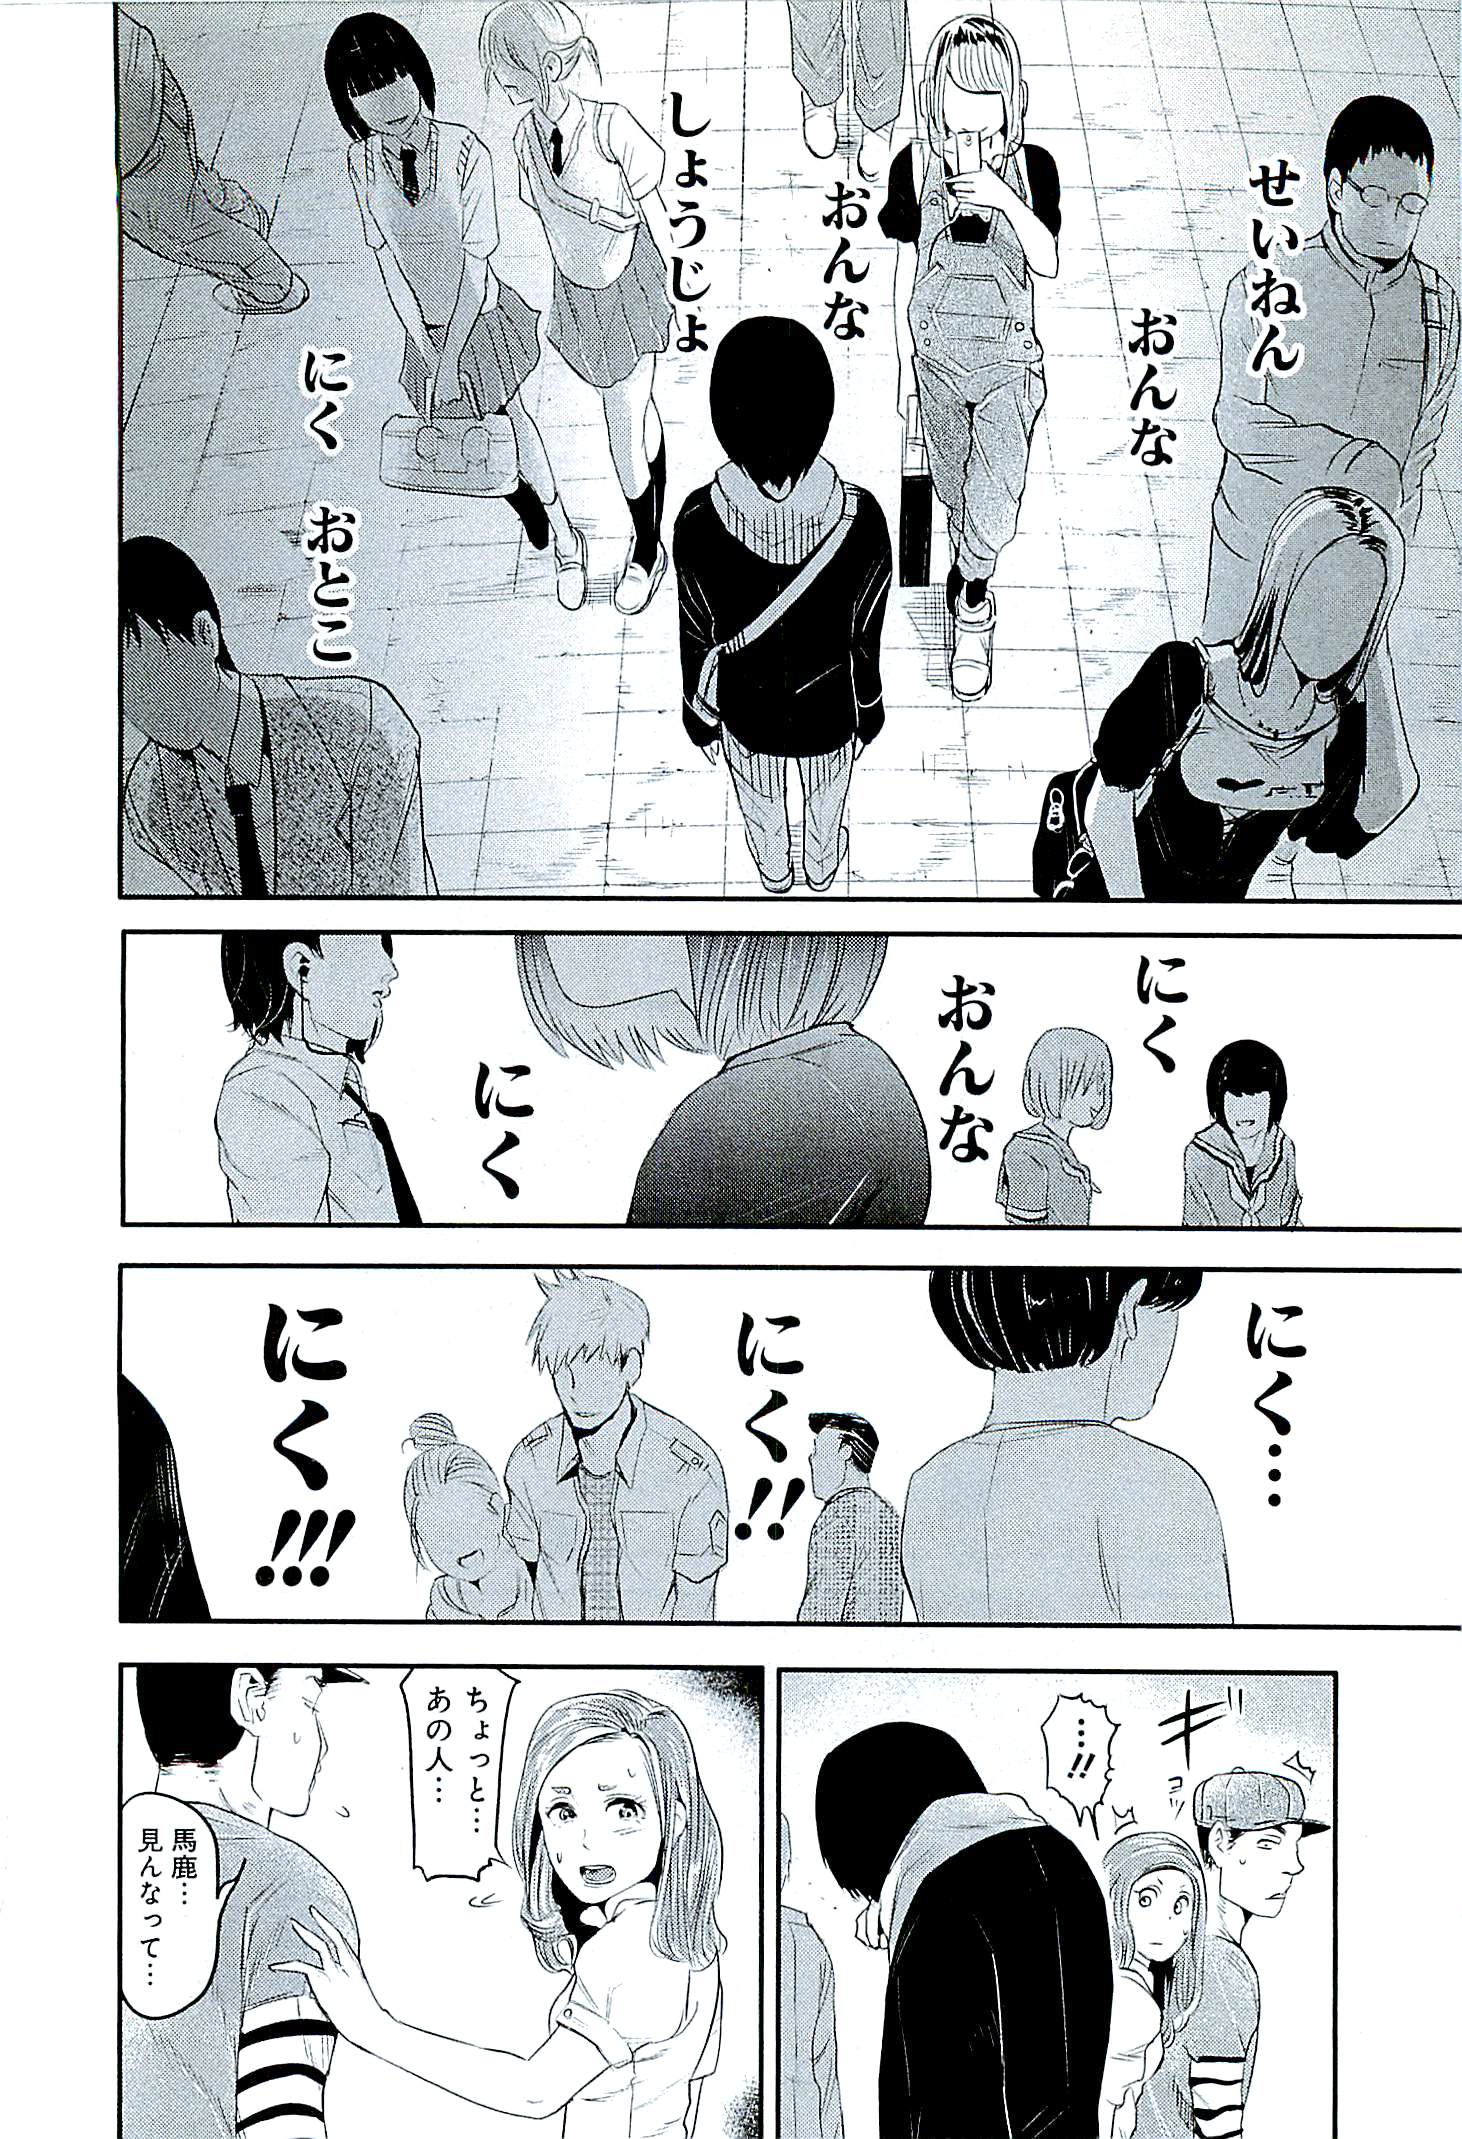 せいねん
おんな
おんな
しょうじょ
にく
おとこ
にく
おんな
にく
にく…
にく!!
にく!!!
ギ
…!!
コッ
ちょっと…
あの人…
馬鹿…
見んなって…